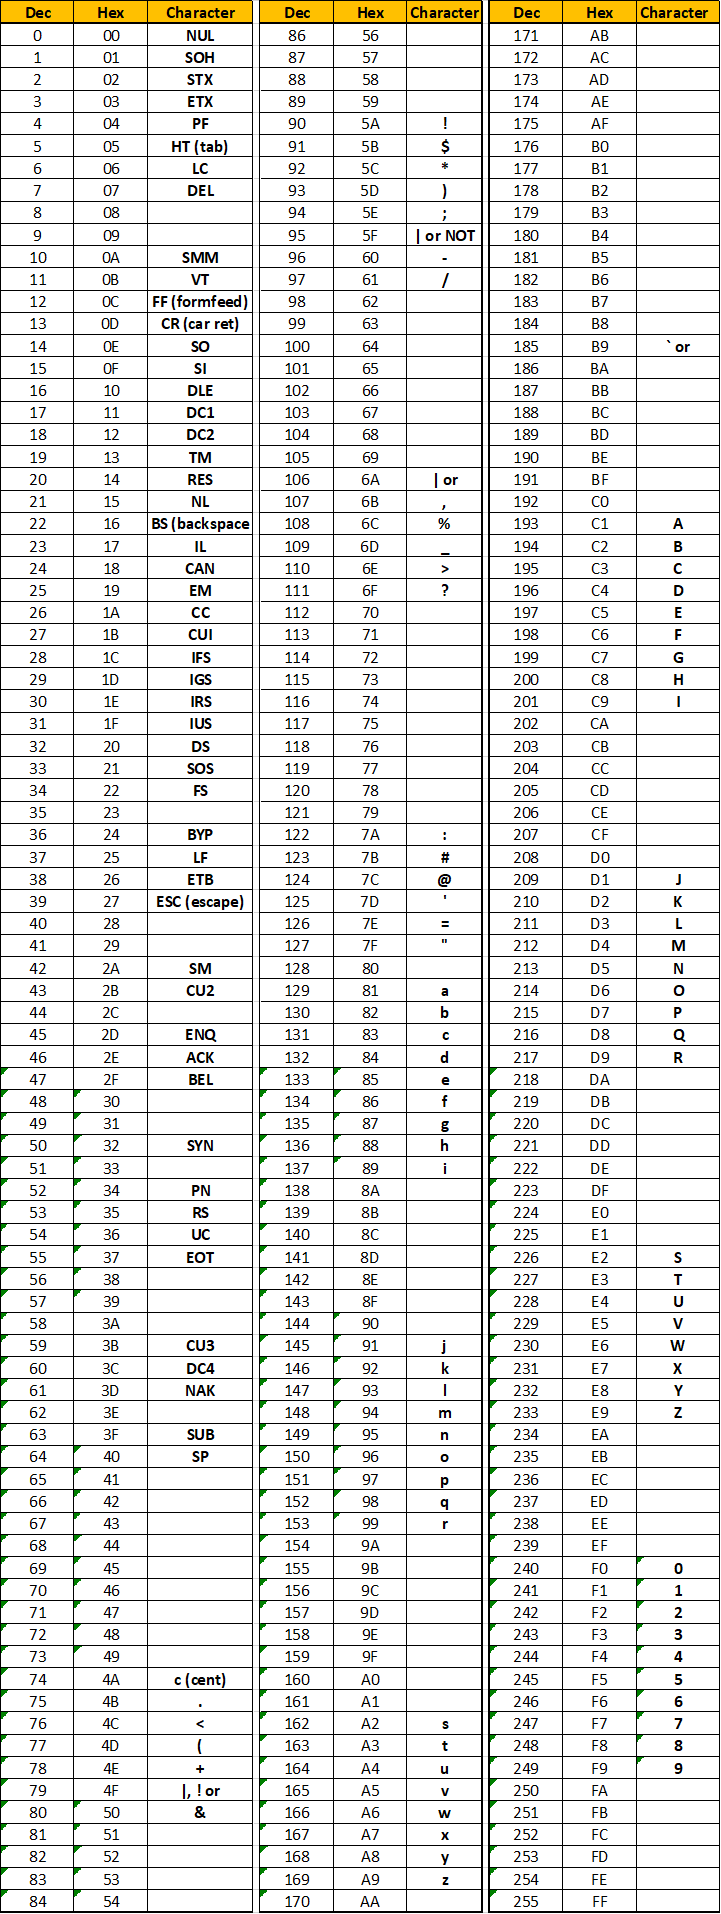 Dec Hex Character Dec Hex Character Dec Hex Character
0 00 NUL 86 56 171 AB
1 01 SOH 87 57 172 AC
2 02 STX 88 58 173 AD
3 03 ETX 89 59 174 AE
4 04 PF 90 5A ! 175 AF
5 05 HT (tab) 91 5B $ 176 B0
6 06 LC 92 5C * 177 B1
7 07 DEL 93 5D ) 178 B2
8 08 94 5E ; 179 B3
9 09 95 5F | or NOT 180 B4
10 0A SMM 96 60 - 181 B5
11 0B VT 97 61 / 182 B6
12 0C FF (formfeed) 98 62 183 B7
13 0D CR (car ret) 99 63 184 B8
14 0E SO 100 64 185 B9 ` or
15 0F SI 101 65 186 BA
16 10 DLE 102 66 187 BB
17 11 DC1 103 67 188 BC
18 12 DC2 104 68 189 BD
19 13 TM 105 69 190 BE
20 14 RES 106 6A | or 191 BF
21 15 NL 107 6B , 192 C0
22 16 BS (backspace 108 6C % 193 C1 A
23 17 IL 109 6D _ 194 C2 B
24 18 CAN 110 6E > 195 C3 C
25 19 EM 111 6F ? 196 C4 D
26 1A CC 112 70 197 C5 E
27 1B CUI 113 71 198 C6 F
28 1C IFS 114 72 199 C7 G
29 1D IGS 115 73 200 C8 H
30 1E IRS 116 74 201 C9 I
31 1F IUS 117 75 202 CA
32 20 DS 118 76 203 CB
33 21 SOS 119 77 204 CC
34 22 FS 120 78 205 CD
35 23 121 79 206 CE
36 24 BYP 122 7A : 207 CF
37 25 LF 123 7B # 208 D0
38 26 ETB 124 7C @ 209 D1 J
39 27 ESC (escape) 125 7D ' 210 D2 K
40 28 126 7E = 211 D3 L
41 29 127 7F " 212 D4 M
42 2A SM 128 80 213 D5 N
43 2B CU2 129 81 a 214 D6 O
44 2C 130 82 b 215 D7 P
45 2D ENQ 131 83 c 216 D8 Q
46 2E ACK 132 84 d 217 D9 R
47 2F BEL 133 85 e 218 DA
48 30 134 86 f 219 DB
49 31 135 87 g 220 DC
50 32 SYN 136 88 h 221 DD
51 33 137 89 i 222 DE
52 34 PN 138 8A 223 DF
53 35 RS 139 8B 224 E0
54 36 UC 140 8C 225 E1
55 37 EOT 141 8D 226 E2 S
56 38 142 8E 227 E3 T
57 39 143 8F 228 E4 U
58 3A 144 90 229 E5 V
59 3B CU3 145 91 j 230 E6 W
60 3C DC4 146 92 k 231 E7 X
61 3D NAK 147 93 l 232 E8 Y
62 3E 148 94 m 233 E9 Z
63 3F SUB 149 95 n 234 EA
64 40 SP 150 96 o 235 EB
65 41 151 97 p 236 EC
66 42 152 98 q 237 ED
67 43 153 99 r 238 EE
68 44 154 9A 239 EF
69 45 155 9B 240 F0 0
70 46 156 9C 241 F1 1
71 47 157 9D 242 F2 2
72 48 158 9E 243 F3 3
73 49 159 9F 244 F4 4
74 4A c (cent) 160 A0 245 F5 5
75 4B . 161 A1 246 F6 6
76 4C < 162 A2 s 247 F7 7
77 4D ( 163 A3 t 248 F8 8
78 4E + 164 A4 u 249 F9 9
79 4F |, ! or 165 A5 v 250 FA
80 50 & 166 A6 w 251 FB
81 51 167 A7 x 252 FC
82 52 168 A8 y 253 FD
83 53 169 A9 z 254 FE
84 54 170 AA 255 FF